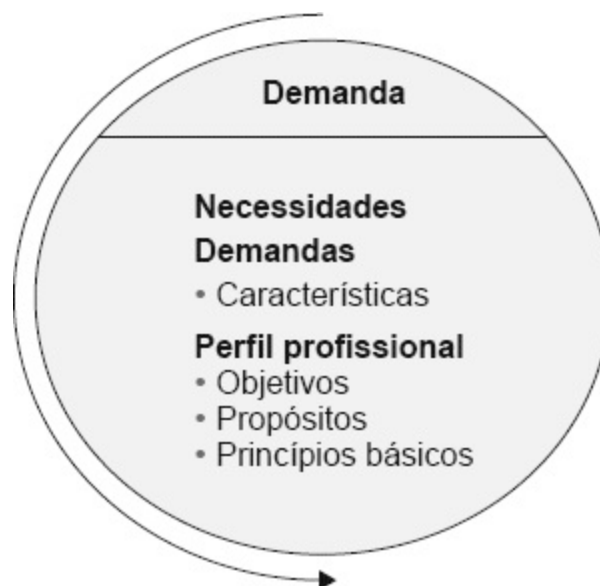 Demanda
Necessidades
Demandas
• Características
Perfil profissional
• Objetivos
• Propósitos
• Princípios básicos